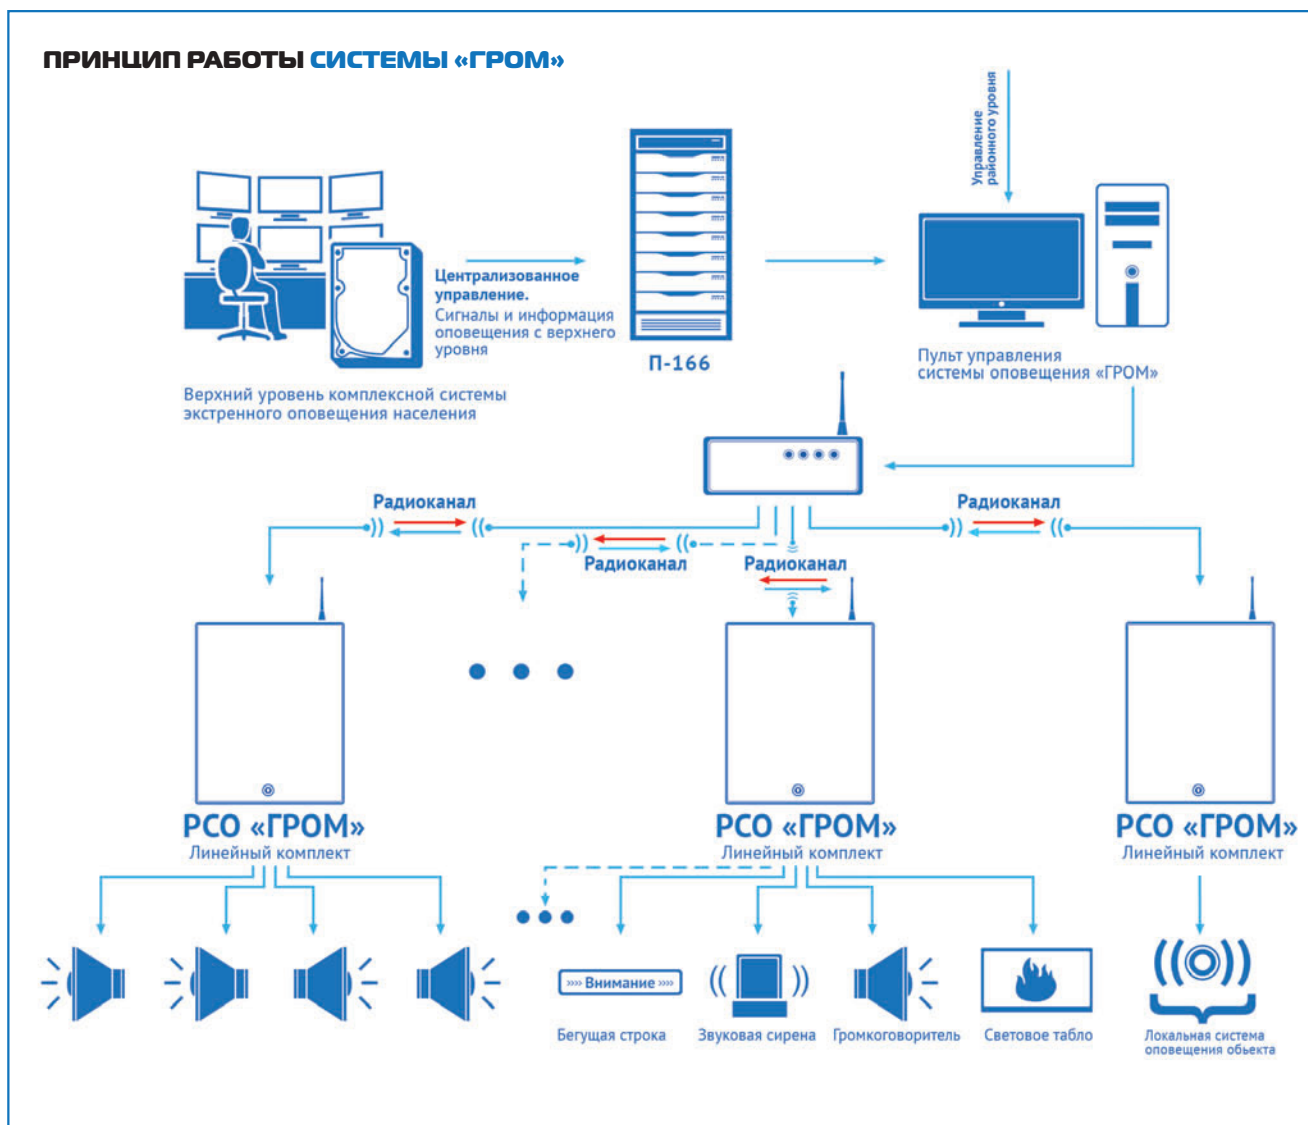 ПРИНЦИП РАБОТЫ СИСТЕМЫ «ГРОМ»
Управление
районного уровня
Централизованное
управление.
Сигналы и информация
оповещения с верхнего
уровня
П-166
Пульт управления
системы оповещения «ГРОМ»
Верхний уровень комплексной системы
экстренного оповещения населения
Радиоканал
Радиоканал
Радиоканал
Радиоканал
РСО «ГРОМ»
Линейный комплект
РСО «ГРОМ»
Линейный комплект
РСО «ГРОМ»
Линейный комплект
»»» Внимание »»»
Бегущая строка
Звуковая сирена
Громкоговоритель
Световое табло
Локальная система
оповещения обьекта